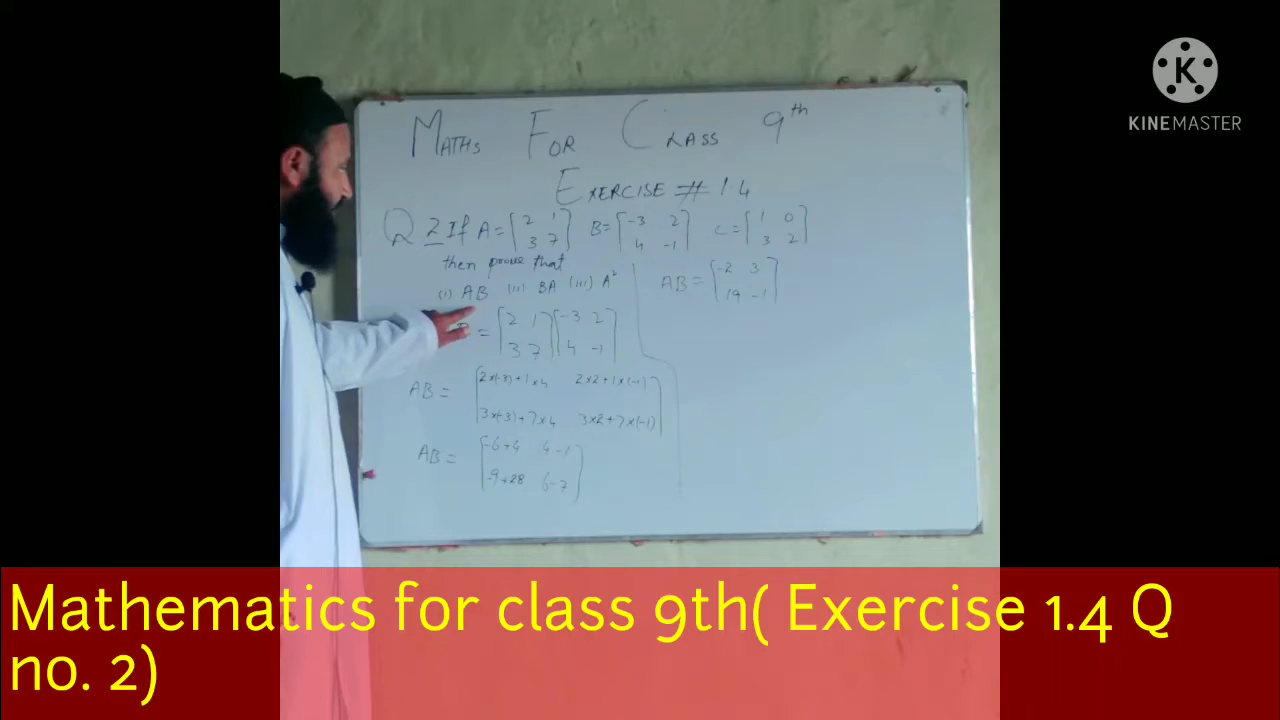 KINEMASTER
MATHS FOR CLASS 9th
EXERCISE # 1.4
Q 2 If A = [2 1 B = [-3 2 C = [1 0
3 7] 4 -1] 3 2]
then prove that
(i) AB (ii) BA (iii) A² AB = [-2 3
19 -1]
= [2 1 [-3 2
3 7] 4 -1]
AB = [2×(-3)+1×4 2×2+1×(-1)
3×(-3)+7×4 3×2+7×(-1)]
AB = [-6+4 4-1
-9+28 6-7]
Mathematics for class 9th( Exercise 1.4 Q
no. 2)